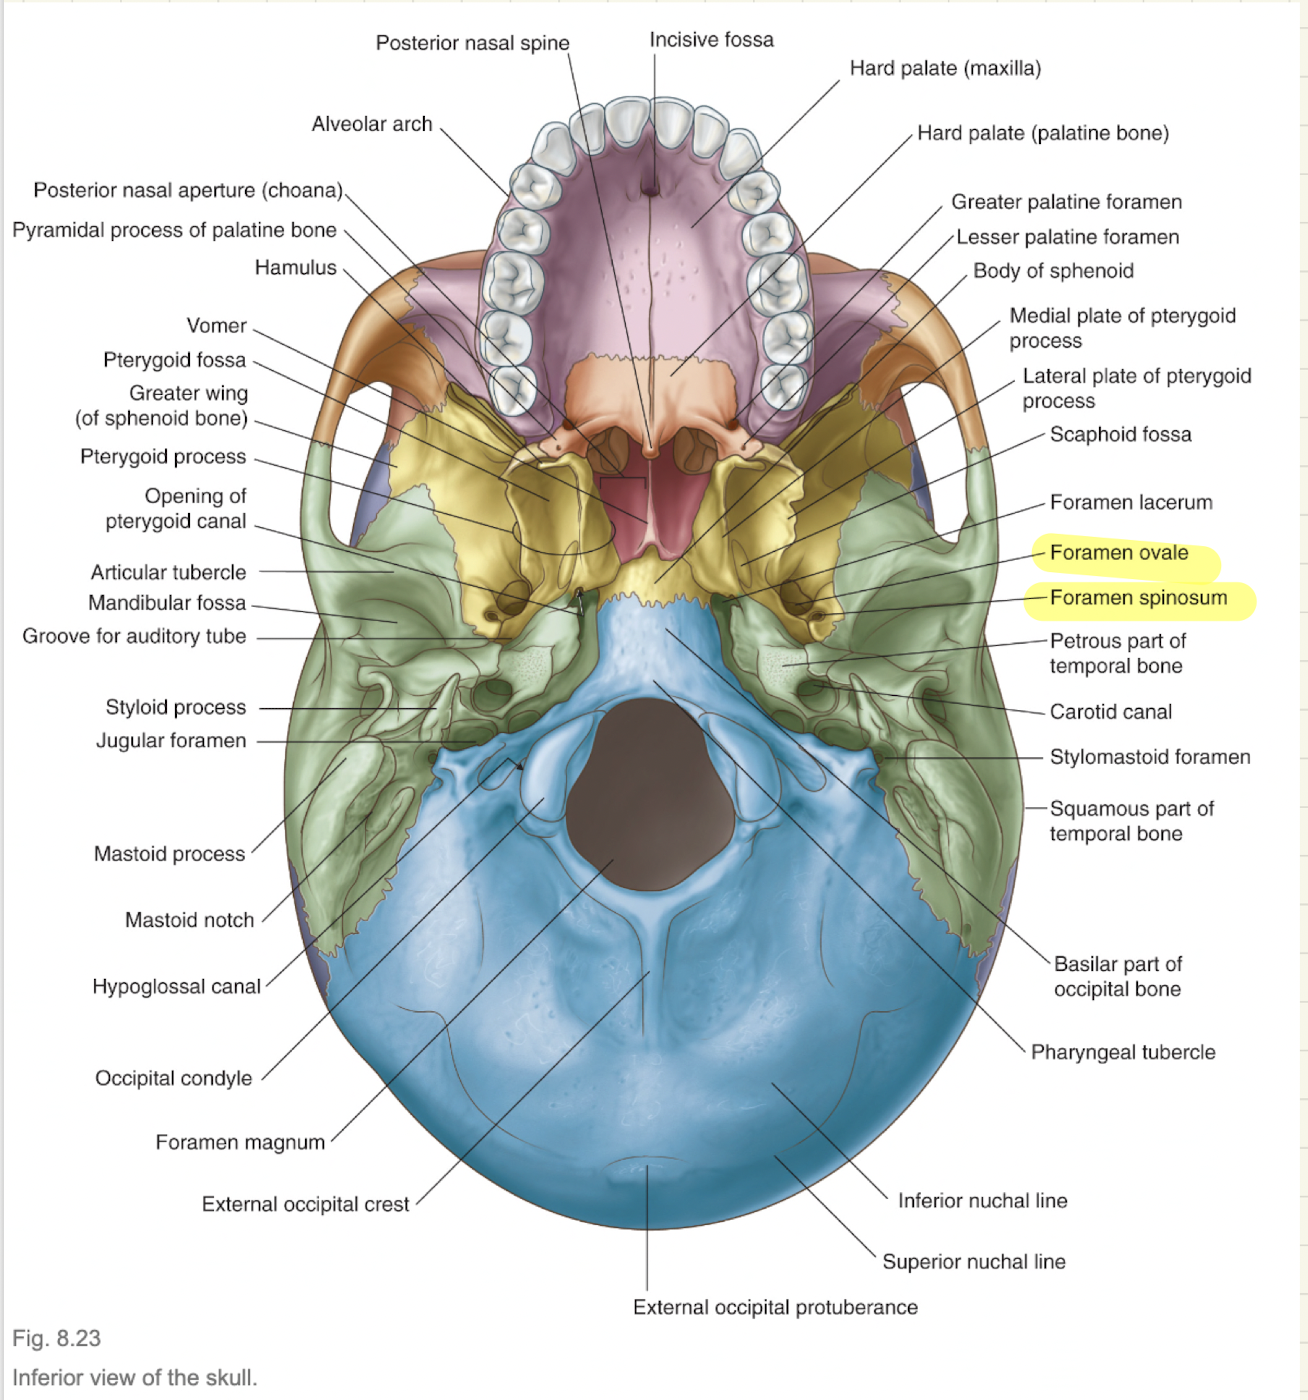 Posterior nasal spine
Incisive fossa
Hard palate (maxilla)
Alveolar arch
Hard palate (palatine bone)
Posterior nasal aperture (choana)
Greater palatine foramen
Pyramidal process of palatine bone
Lesser palatine foramen
Hamulus
Body of sphenoid
Vomer
Medial plate of pterygoid
process
Pterygoid fossa
Lateral plate of pterygoid
process
Greater wing
(of sphenoid bone)
Scaphoid fossa
Pterygoid process
Opening of
pterygoid canal
Foramen lacerum
Foramen ovale
Articular tubercle
Foramen spinosum
Mandibular fossa
Groove for auditory tube
Petrous part of
temporal bone
Styloid process
Carotid canal
Jugular foramen
Stylomastoid foramen
Squamous part of
temporal bone
Mastoid process
Mastoid notch
Basilar part of
occipital bone
Hypoglossal canal
Pharyngeal tubercle
Occipital condyle
Foramen magnum
External occipital crest
Inferior nuchal line
Superior nuchal line
External occipital protuberance
Fig. 8.23
Inferior view of the skull.